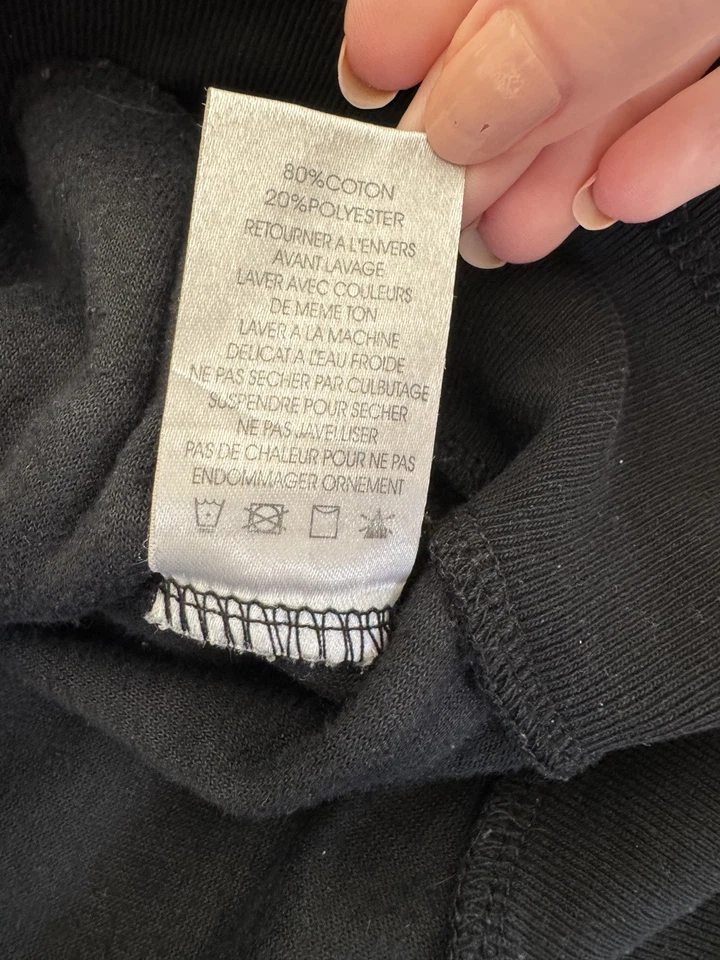 80%COTON
20%POLYESTER
RETOURNER A L'ENVERS
AVANT LAVAGE
LAVER AVEC COULEURS
DE MEME TON
LAVER A LA MACHINE
DELICAT A L'EAU FROIDE
NE PAS SECHER PAR CULBUTAGE
SUSPENDRE POUR SECHER
NE PAS JAVELLISER
PAS DE CHALEUR POUR NE PAS
ENDOMMAGER ORNEMENT